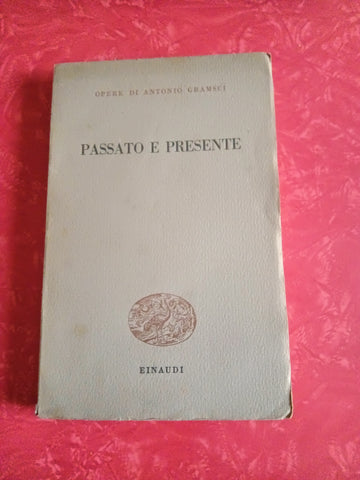 OPERE DI ANTONIO GRAMSCI
PASSATO E PRESENTE
EINAUDI